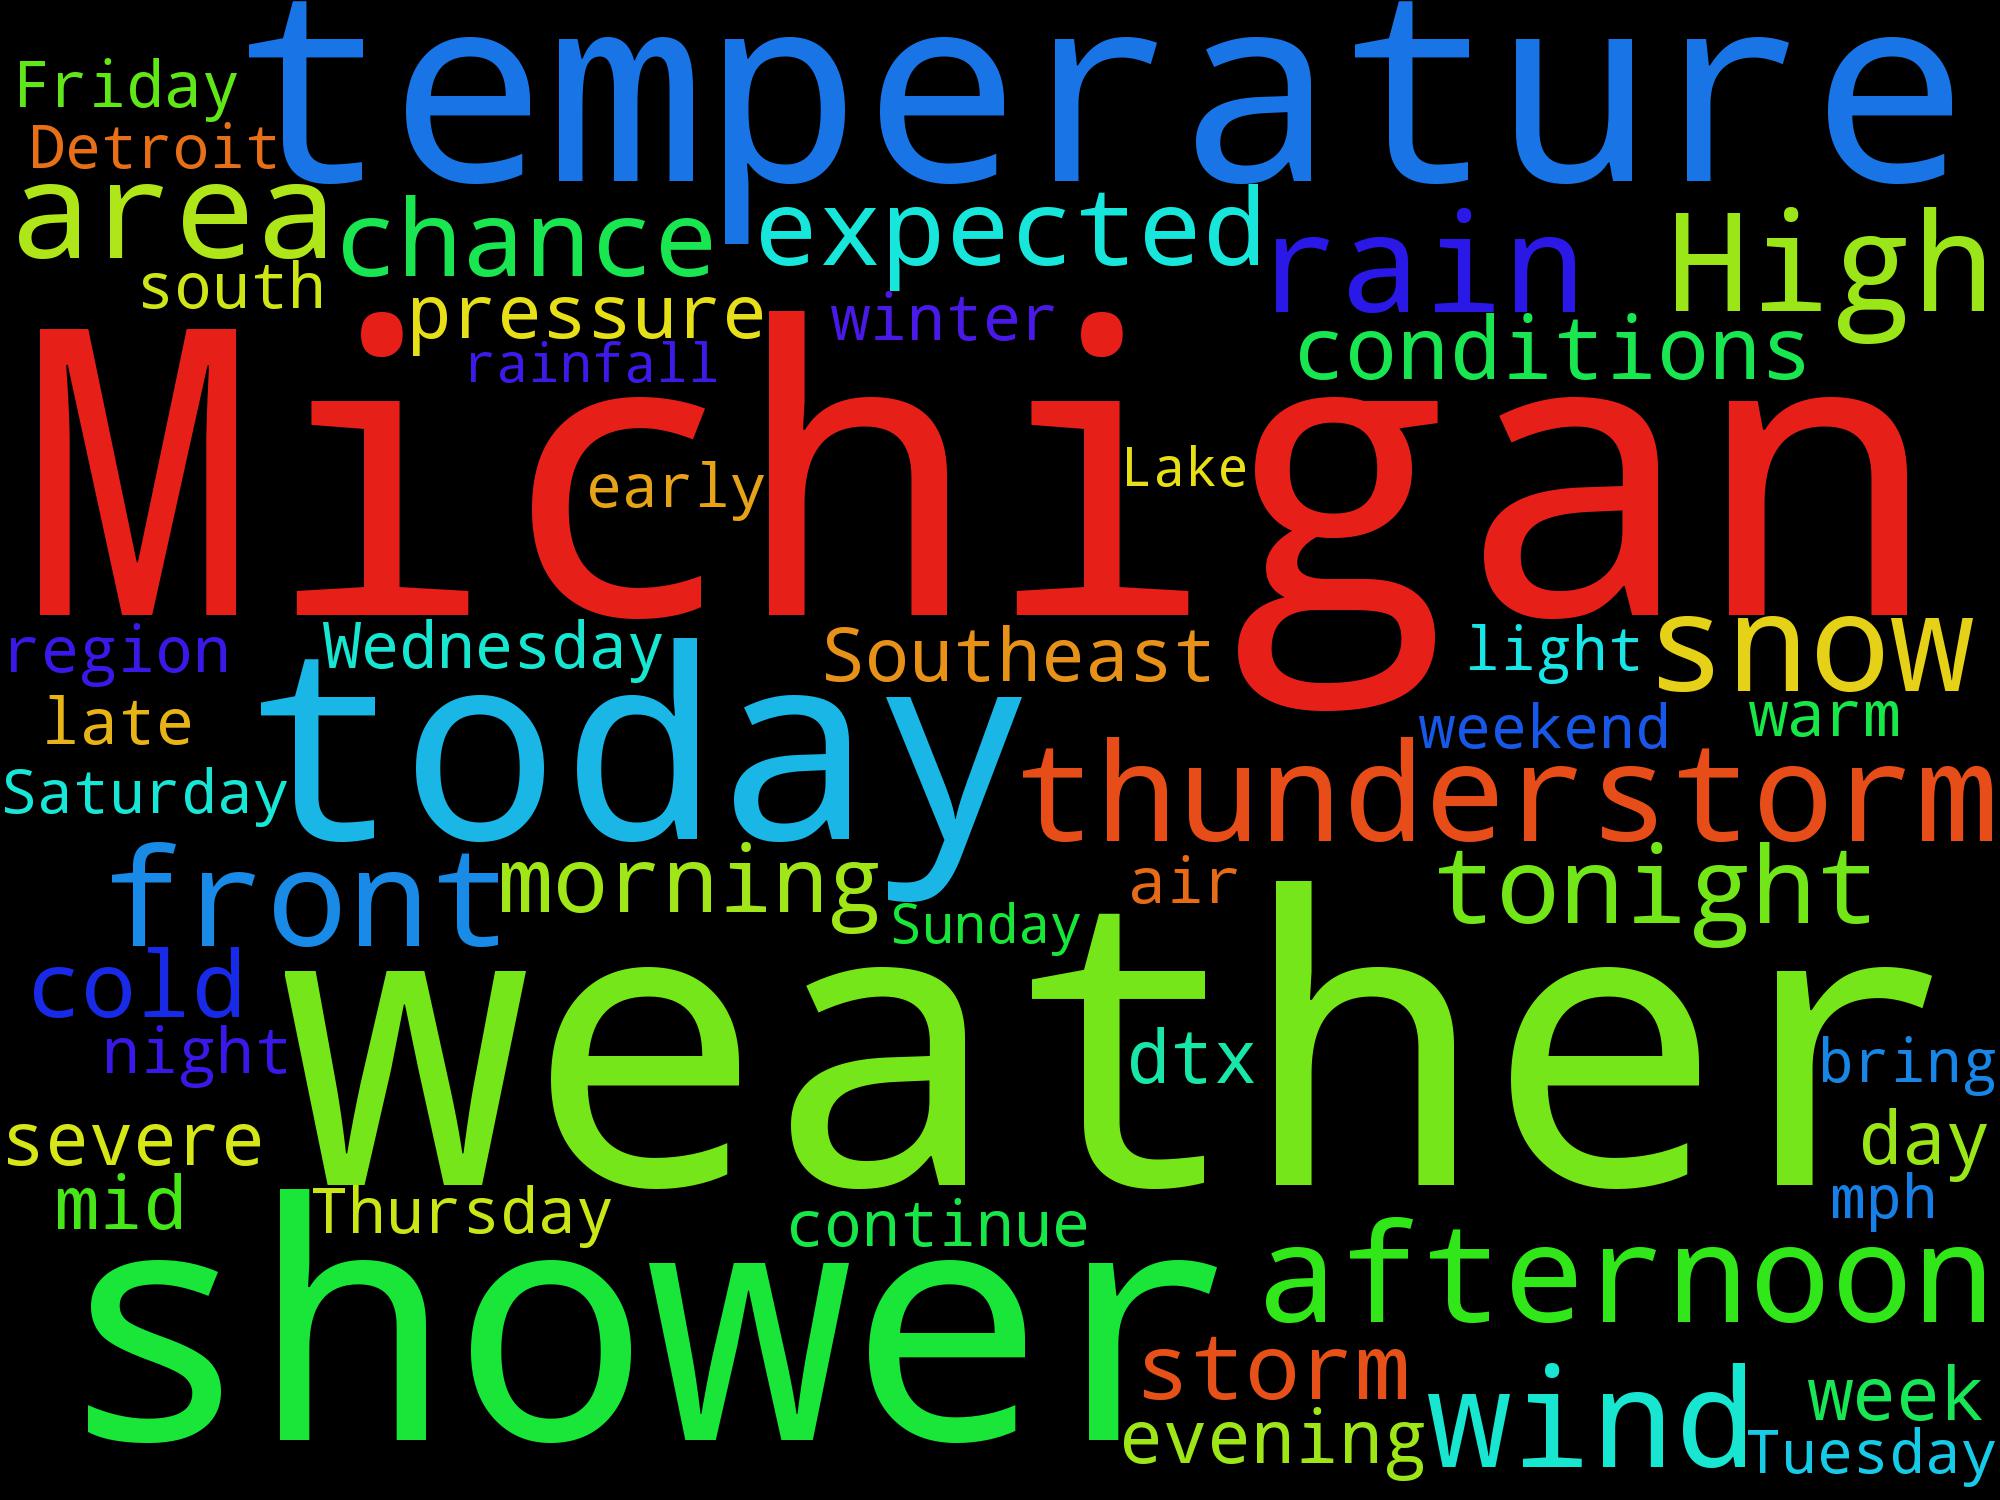 temperature
Friday
Detroit
area
chance
expected
rain
High
south
pressure
winter
conditions
rainfall
Michigan
early
Lake
region
Wednesday
Southeast
light
snow
late
today
weekend
warm
Saturday
thunderstorm
front
morning
air
tonight
Sunday
cold
weather
night
dtx
bring
severe
day
mid
Thursday
continue
mph
shower
afternoon
storm
wind
week
evening
Tuesday